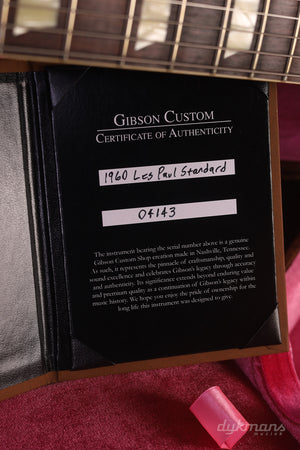 GIBSON CUSTOM
CERTIFICATE OF AUTHENTICITY
1960 Les Paul Standard
04143
The instrument bearing the serial number above is a genuine
Gibson Custom Shop creation made in Nashville, Tennessee.
As such, it represents the pinnacle of craftsmanship, quality and
sound excellence and celebrates Gibson's legacy through accuracy
and authenticity. Its significance extends beyond enduring value
and premium quality as a continuation of Gibson's legacy within
music history. We hope you enjoy the pride of ownership for the
long life this instrument was designed to give.
dijkmans
muziek